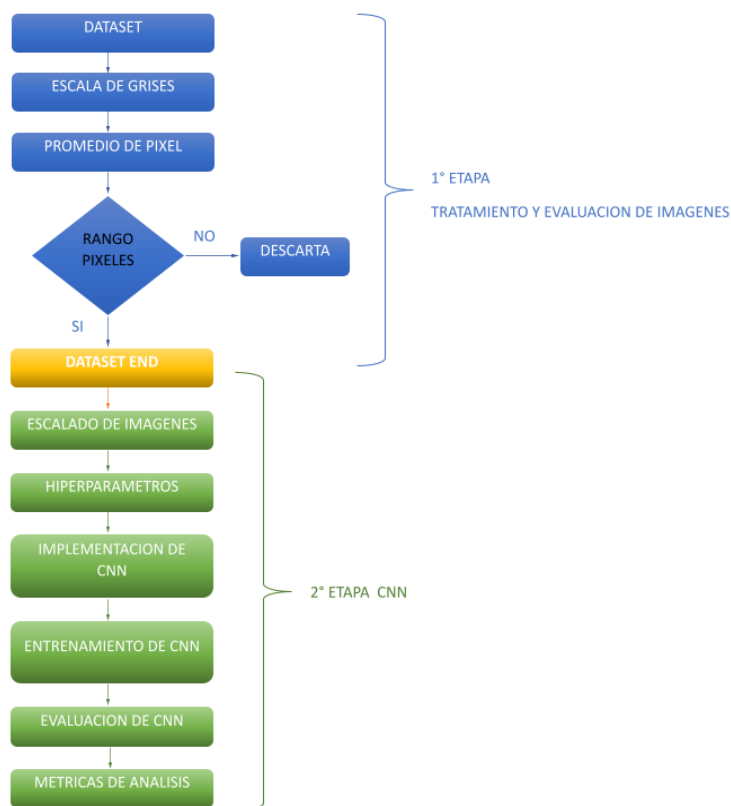 DATASET
ESCALA DE GRISES
PROMEDIO DE PIXEL
1° ETAPA
TRATAMIENTO Y EVALUACION DE IMAGENES
RANGO
PIXELES
NO
DESCARTA
SI
DATASET END
ESCALADO DE IMAGENES
HIPERPARAMETROS
IMPLEMENTACION DE
CNN
2° ETAPA CNN
ENTRENAMIENTO DE CNN
EVALUACION DE CNN
METRICAS DE ANALISIS